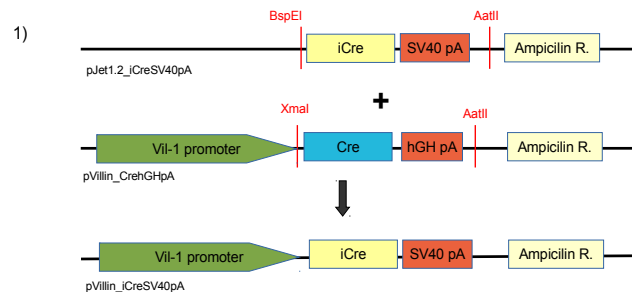 1)
BspEI
AatII
iCre
SV40 pA
Ampicilin R.
pJet1.2_iCreSV40pA
+
XmaI
AatII
Vil-1 promoter
Cre
hGH pA
Ampicilin R.
pVillin_CrehGHpA
Vil-1 promoter
iCre
SV40 pA
Ampicilin R.
pVillin_iCreSV40pA